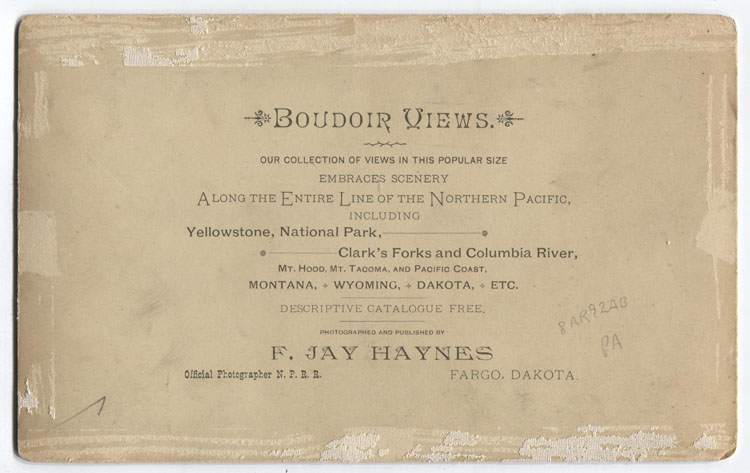 BOUDOIR VIEWS.
OUR COLLECTION OF VIEWS IN THIS POPULAR SIZE
EMBRACES SCENERY
ALONG THE ENTIRE LINE OF THE NORTHERN PACIFIC,
INCLUDING
Yellowstone, National Park,
Clark's Forks and Columbia River,
MT. HOOD, MT. TACOMA, AND PACIFIC COAST,
MONTANA, + WYOMING, + DAKOTA, + ETC.
DESCRIPTIVE CATALOGUE FREE.
PHOTOGRAPHED AND PUBLISHED BY
F. JAY HAYNES
Official Photographer N. P. R. R. FARGO, DAKOTA.
PA